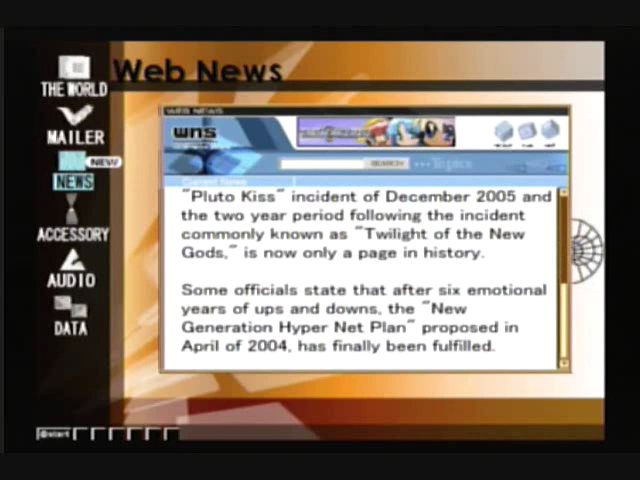 Web News
THE WORLD
MAILER
NEW
NEWS
ACCESSORY
AUDIO
DATA
WEB NEWS
WNS
SEARCH
Topics
Current News
"Pluto Kiss" incident of December 2005 and
the two year period following the incident
commonly known as "Twilight of the New
Gods," is now only a page in history.
Some officials state that after six emotional
years of ups and downs, the "New
Generation Hyper Net Plan" proposed in
April of 2004, has finally been fulfilled.
@start